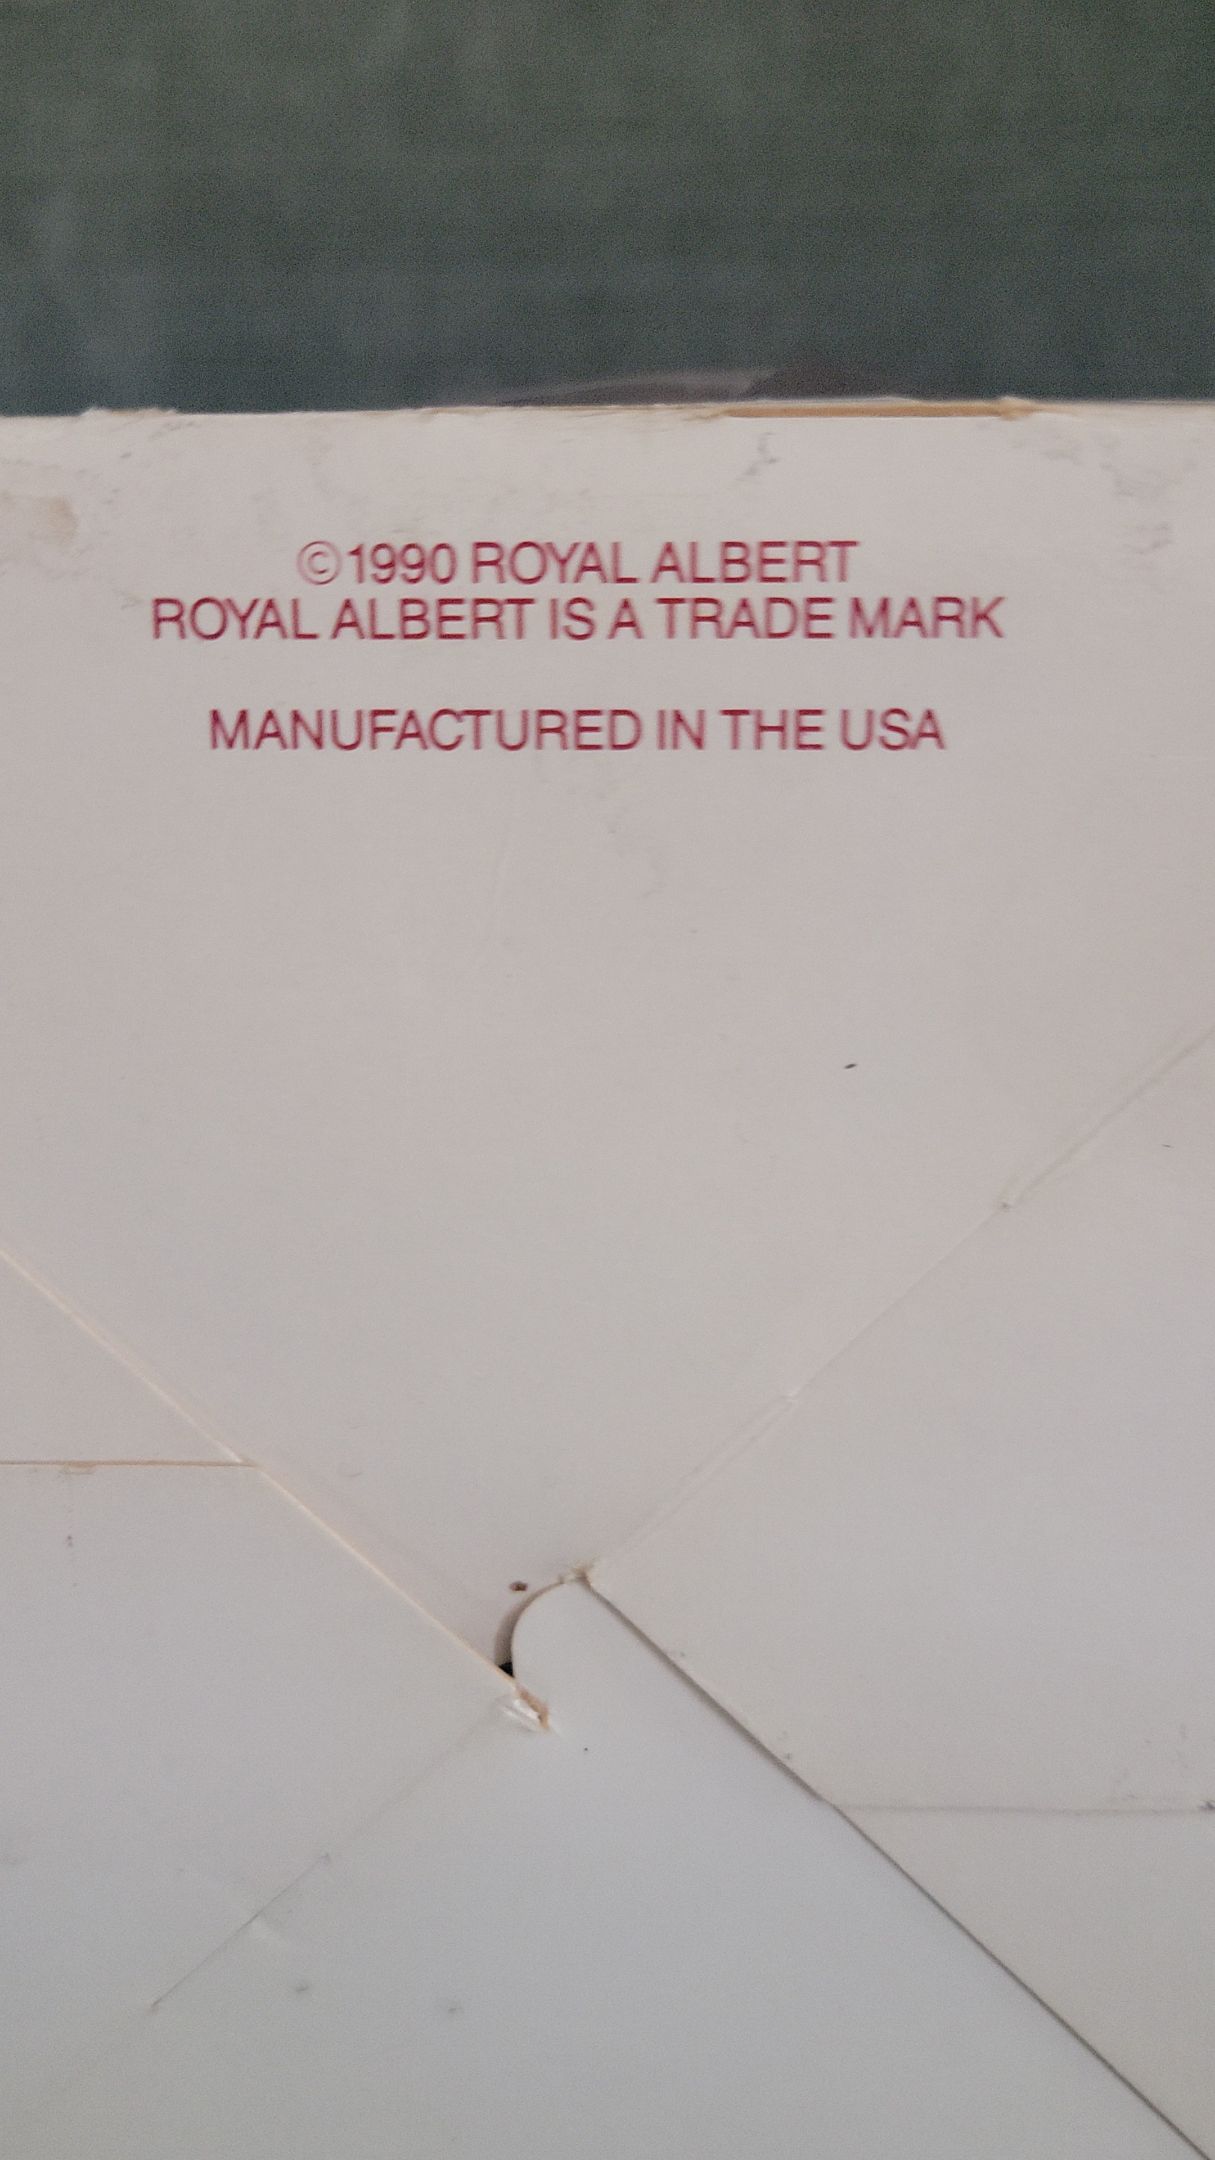 ©1990 ROYAL ALBERT
ROYAL ALBERT IS A TRADE MARK
MANUFACTURED IN THE USA